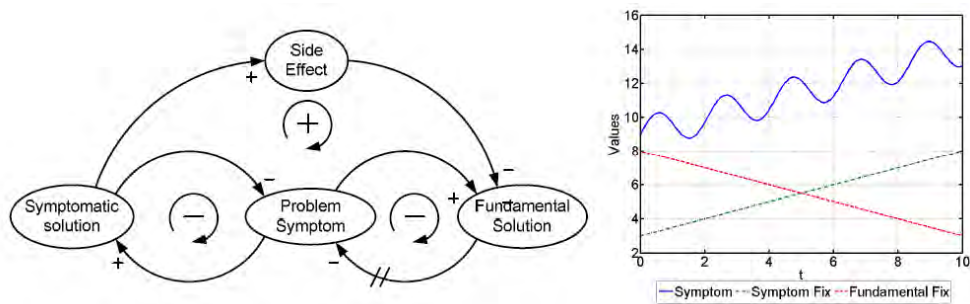 Side
Effect
+
+
−
−
+
−
Symptomatic
solution
−
Problem
Symptom
−
Fundamental
Solution
+
−
16
14
12
10
8
6
4
2
Values
0
2
4
6
8
10
t
Symptom
Symptom Fix
Fundamental Fix